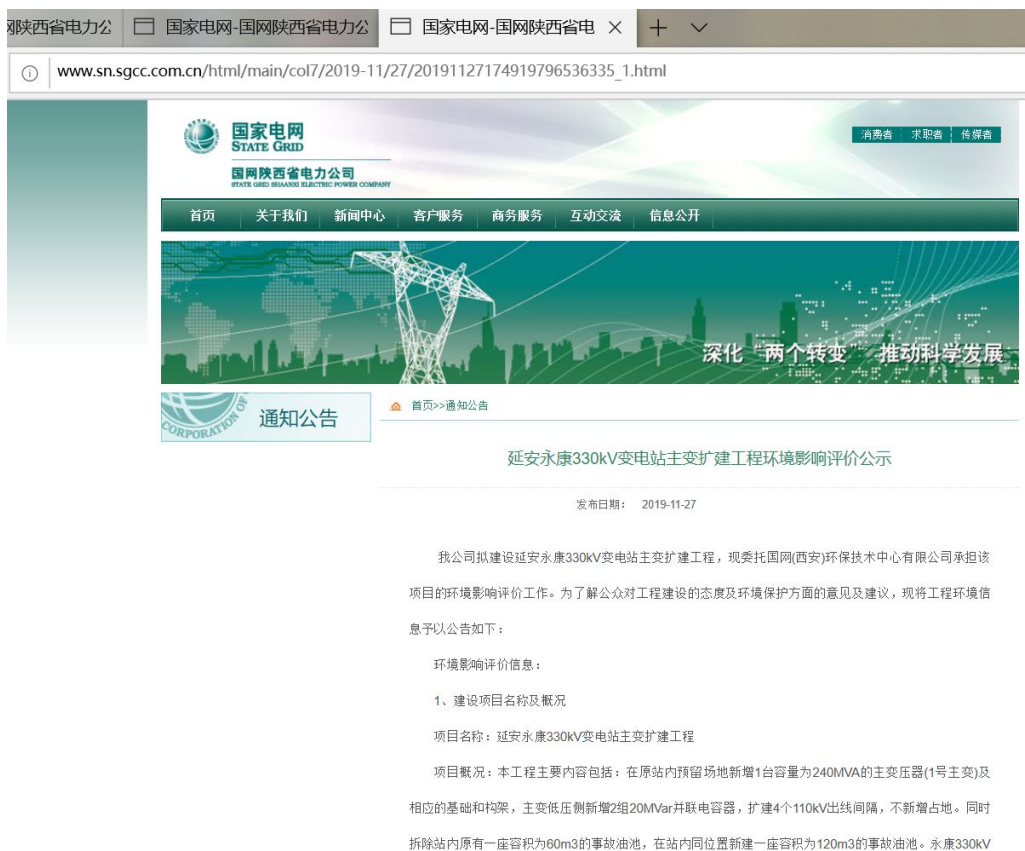 网陕西省电力公 国家电网-国网陕西省电力公 国家电网-国网陕西省电
www.sn.sgcc.com.cn/html/main/col7/2019-11/27/20191127174919796536335_1.html
国家电网
STATE GRID
国网陕西省电力公司
STATE GRID SHAANXI ELECTRIC POWER COMPANY
消费者 求职者 传媒者
首页 关于我们 新闻中心 客户服务 商务服务 互动交流 信息公开
深化“两个转变” 推动科学发展
CORPORATION OF
通知公告
首页>>通知公告
延安永康330kV变电站主变扩建工程环境影响评价公示
发布日期： 2019-11-27
我公司拟建设延安永康330kV变电站主变扩建工程，现委托国网(西安)环保技术中心有限公司承担该
项目的环境影响评价工作。为了解公众对工程建设的态度及环境保护方面的意见及建议，现将工程环境信
息予以公告如下：
环境影响评价信息：
1、建设项目名称及概况
项目名称：延安永康330kV变电站主变扩建工程
项目概况：本工程主要内容包括：在原站内预留场地新增1台容量为240MVA的主变压器(1号主变)及
相应的基础和构架，主变低压侧新增2组20MVar并联电容器，扩建4个110kV出线间隔，不新增占地。同时
拆除站内原有一座容积为60m3的事故油池，在站内同位置新建一座容积为120m3的事故油池。永康330kV